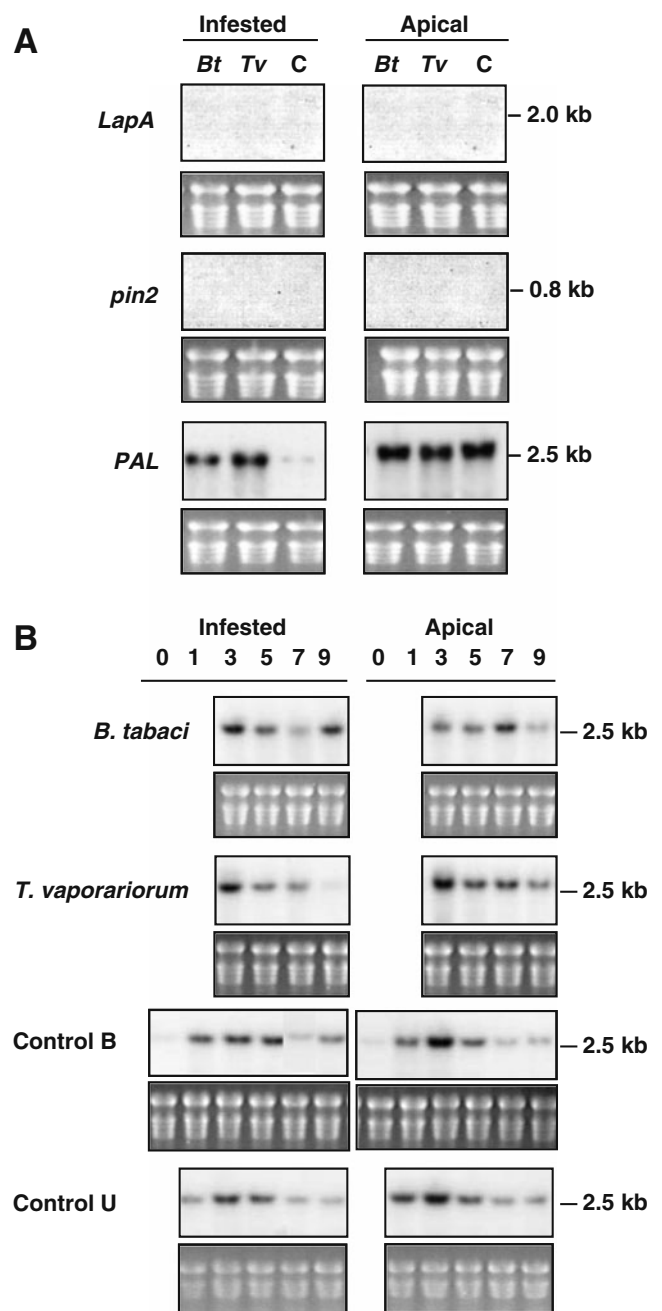 A
Infested Apical
Bt Tv C Bt Tv C
LapA – 2.0 kb
pin2 – 0.8 kb
PAL – 2.5 kb
B
Infested Apical
0 1 3 5 7 9 0 1 3 5 7 9
B. tabaci – 2.5 kb
T. vaporariorum – 2.5 kb
Control B – 2.5 kb
Control U – 2.5 kb